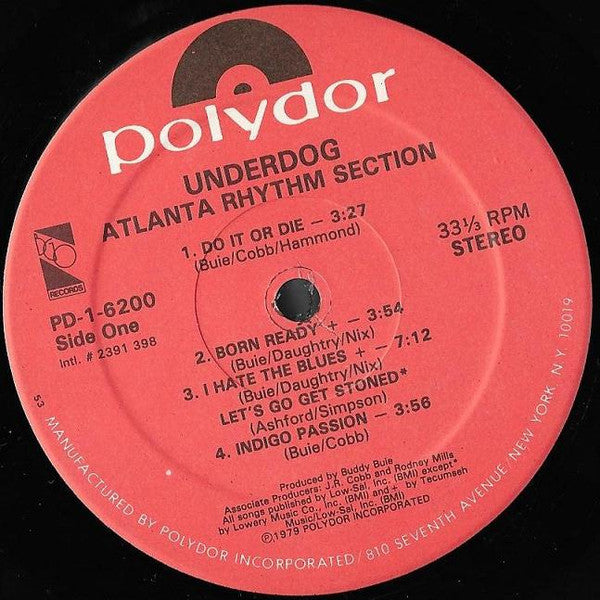 polydor
UNDERDOG
ATLANTA RHYTHM SECTION
1. DO IT OR DIE – 3:27
(Buie/Cobb/Hammond)
33⅓ RPM
STEREO
RECORDS
PD-1-6200
Side One
Intl. # 2391 398
2. BORN READY + – 3:54
(Buie/Daughtry/Nix)
3. I HATE THE BLUES + – 7:12
(Buie/Daughtry/Nix)
LET'S GO GET STONED*
(Ashford/Simpson)
4. INDIGO PASSION – 3:56
(Buie/Cobb)
Produced by Buddy Buie
Associate Producers: J.R. Cobb and Rodney Mills
All songs published by Low-Sal, Inc. (BMI) except*
by Lowery Music Co., Inc. (BMI) and + by Tecumseh
Music/Low-Sal, Inc. (BMI)
℗©1979 POLYDOR INCORPORATED
53
MANUFACTURED BY POLYDOR INCORPORATED/810 SEVENTH AVENUE/NEW YORK, N.Y. 10019